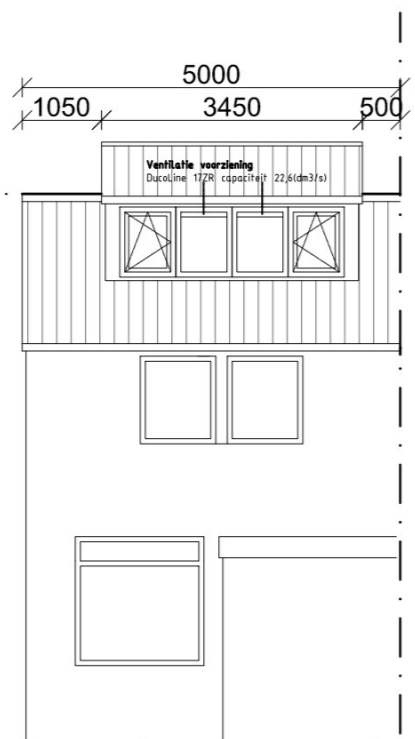 5000
1050 3450 500
Ventilatie voorziening
DucoLine 17ZR capaciteit 22,6(dm3/s)